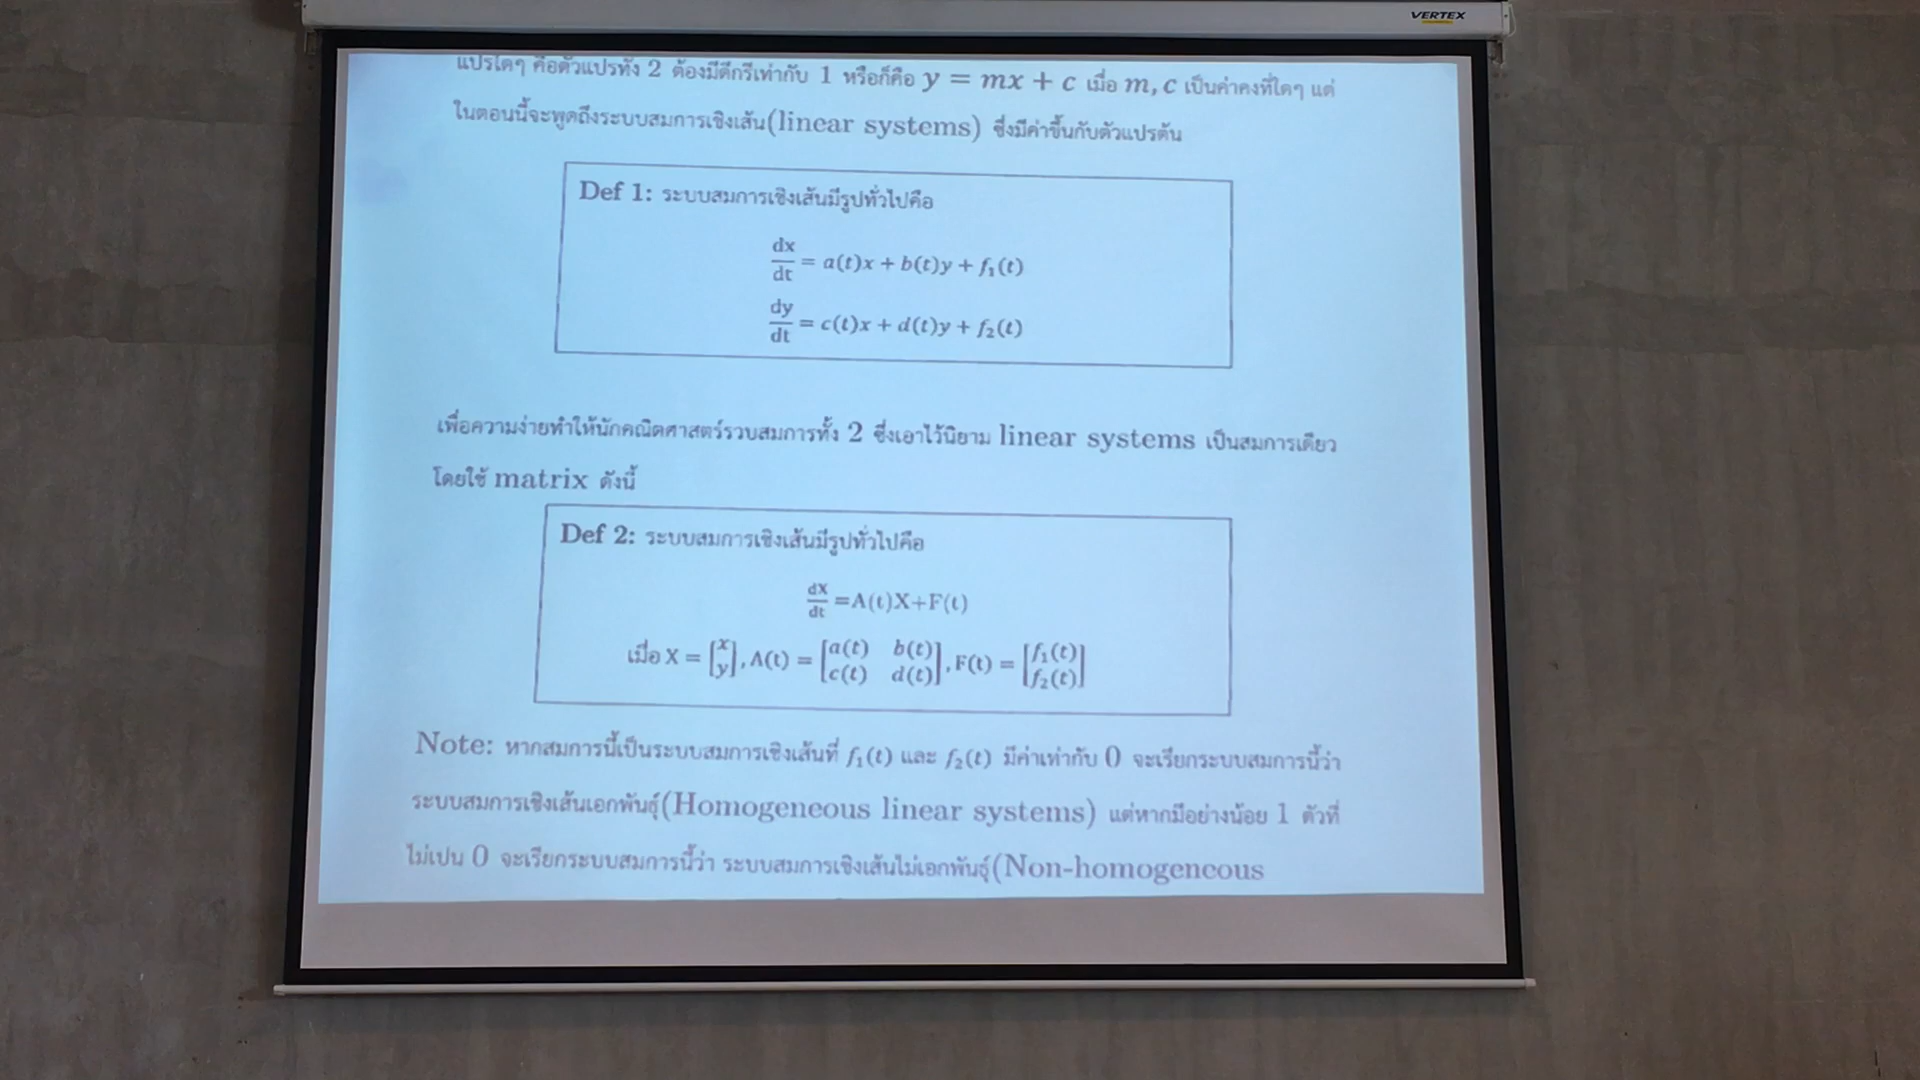 VERTEX
แปรใดๆ คือตัวแปรทั้ง 2 ต้องมีดีกรีเท่ากับ 1 หรือก็คือ y = mx + c เมื่อ m, c เป็นค่าคงที่ใดๆ แต่
ในตอนนี้จะพูดถึงระบบสมการเชิงเส้น(linear systems) ซึ่งมีค่าขึ้นกับตัวแปรต้น
Def 1: ระบบสมการเชิงเส้นมีรูปทั่วไปคือ
dx/dt = a(t)x + b(t)y + f₁(t)
dy/dt = c(t)x + d(t)y + f₂(t)
เพื่อความง่ายทำให้นักคณิตศาสตร์รวบสมการทั้ง 2 ซึ่งเอาไว้นิยาม linear systems เป็นสมการเดียว
โดยใช้ matrix ดังนี้
Def 2: ระบบสมการเชิงเส้นมีรูปทั่วไปคือ
dX/dt =A(t)X+F(t)
เมื่อ X = [x y], A(t) = [a(t) b(t) c(t) d(t)], F(t) = [f₁(t) f₂(t)]
Note: หากสมการนี้เป็นระบบสมการเชิงเส้นที่ f₁(t) และ f₂(t) มีค่าเท่ากับ 0 จะเรียกระบบสมการนี้ว่า
ระบบสมการเชิงเส้นเอกพันธุ์(Homogeneous linear systems) แต่หากมีอย่างน้อย 1 ตัวที่
ไม่เปน 0 จะเรียกระบบสมการนี้ว่า ระบบสมการเชิงเส้นไม่เอกพันธุ์(Non-homogeneous